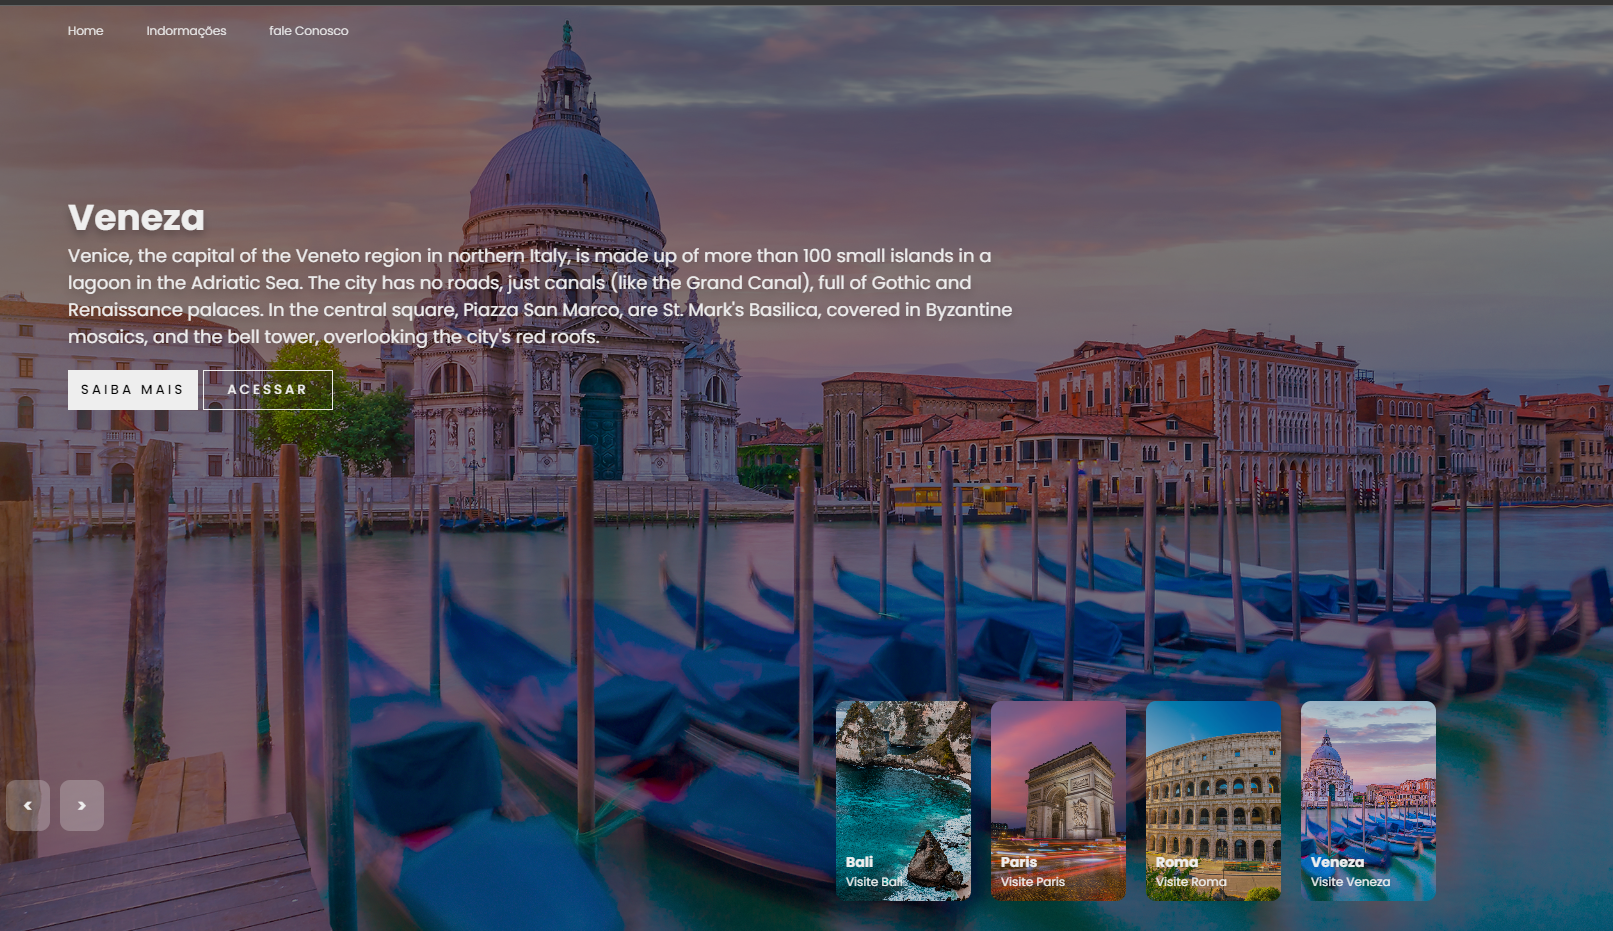 Home Indormações fale Conosco
Veneza
Venice, the capital of the Veneto region in northern Italy, is made up of more than 100 small islands in a
lagoon in the Adriatic Sea. The city has no roads, just canals (like the Grand Canal), full of Gothic and
Renaissance palaces. In the central square, Piazza San Marco, are St. Mark's Basilica, covered in Byzantine
mosaics, and the bell tower, overlooking the city's red roofs.
SAIBA MAIS ACESSAR
< >
Bali Paris Roma Veneza
Visite Bali Visite Paris Visite Roma Visite Veneza